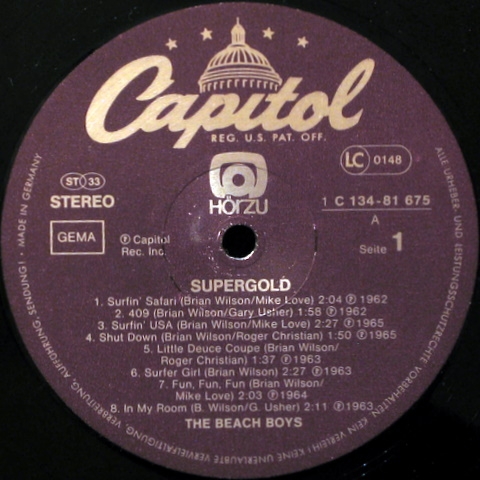 Capitol
REG. U.S. PAT. OFF.
HÖRZU
ST 33
STEREO
GEMA
℗ Capitol
Rec. Inc.
LC 0148
1 C 134-81 675
A
Seite 1
SUPERGOLD
1. Surfin' Safari (Brian Wilson/Mike Love) 2:04 ℗ 1962
2. 409 (Brian Wilson/Gary Usher) 1:58 ℗ 1962
3. Surfin' USA (Brian Wilson/Mike Love) 2:27 ℗ 1965
4. Shut Down (Brian Wilson/Roger Christian) 1:50 ℗ 1965
5. Little Deuce Coupe (Brian Wilson/
Roger Christian) 1:37 ℗ 1963
6. Surfer Girl (Brian Wilson) 2:27 ℗ 1963
7. Fun, Fun, Fun (Brian Wilson/
Mike Love) 2:03 ℗ 1964
8. In My Room (B. Wilson/G. Usher) 2:11 ℗ 1963
THE BEACH BOYS
ALLE URHEBER- UND LEISTUNGSSCHUTZRECHTE VORBEHALTEN. KEIN VERLEIH! KEINE UNERLAUBTE VERVIELFÄLTIGUNG, VERBREITUNG, AUFFÜHRUNG, SENDUNG! · MADE IN GERMANY